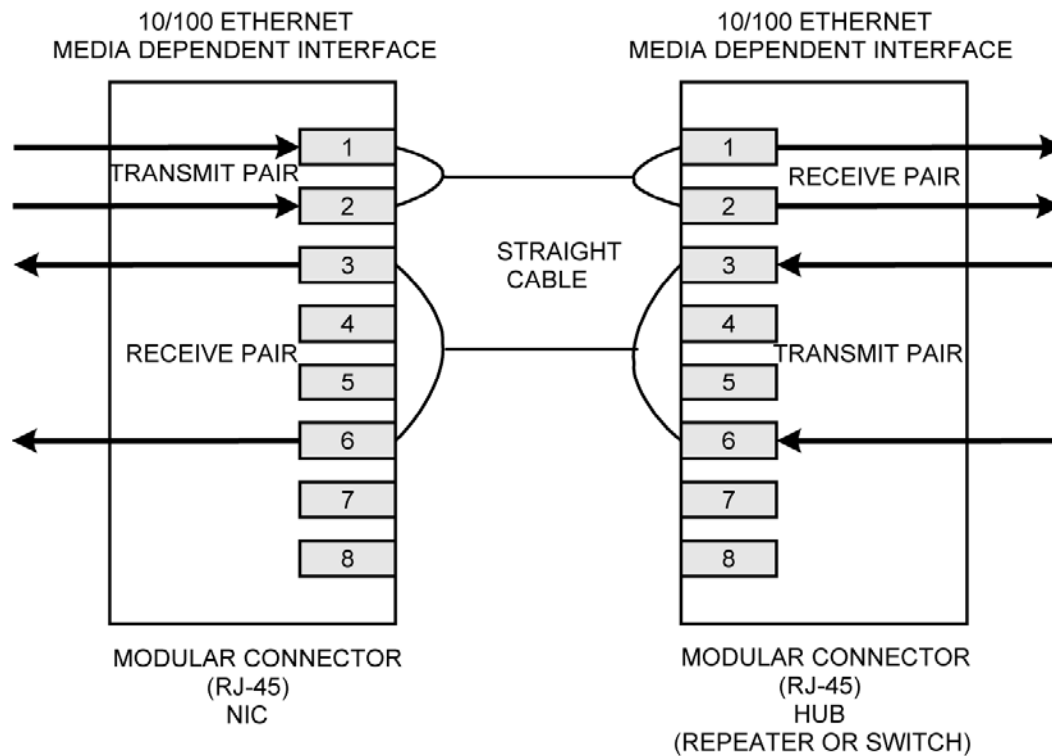 10/100 ETHERNET
MEDIA DEPENDENT INTERFACE
10/100 ETHERNET
MEDIA DEPENDENT INTERFACE
1
TRANSMIT PAIR
2
3
4
RECEIVE PAIR
5
6
7
8
STRAIGHT
CABLE
1
RECEIVE PAIR
2
3
4
TRANSMIT PAIR
5
6
7
8
MODULAR CONNECTOR
(RJ-45)
NIC
MODULAR CONNECTOR
(RJ-45)
HUB
(REPEATER OR SWITCH)